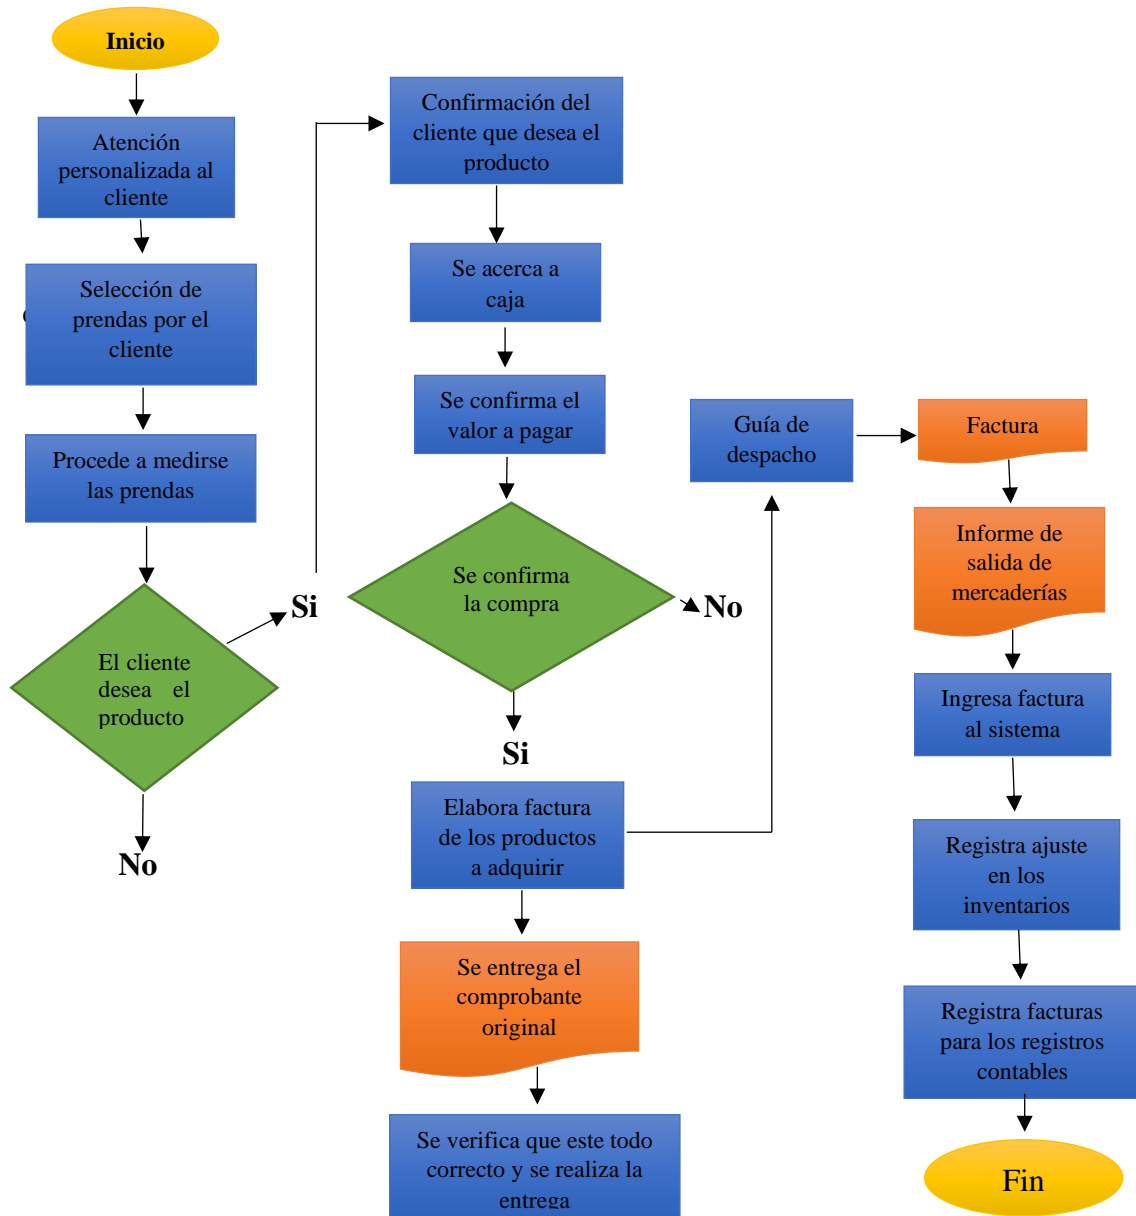 Inicio
Atención
personalizada al
cliente
Selección de
prendas por el
cliente
Procede a medirse
las prendas
El cliente
desea el
producto
Si
No
Confirmación del
cliente que desea el
producto
Se acerca a
caja
Se confirma el
valor a pagar
Se confirma
la compra
No
Si
Elabora factura
de los productos
a adquirir
Se entrega el
comprobante
original
Se verifica que este todo
correcto y se realiza la
entrega
Guía de
despacho
Factura
Informe de
salida de
mercaderías
Ingresa factura
al sistema
Registra ajuste
en los
inventarios
Registra facturas
para los registros
contables
Fin